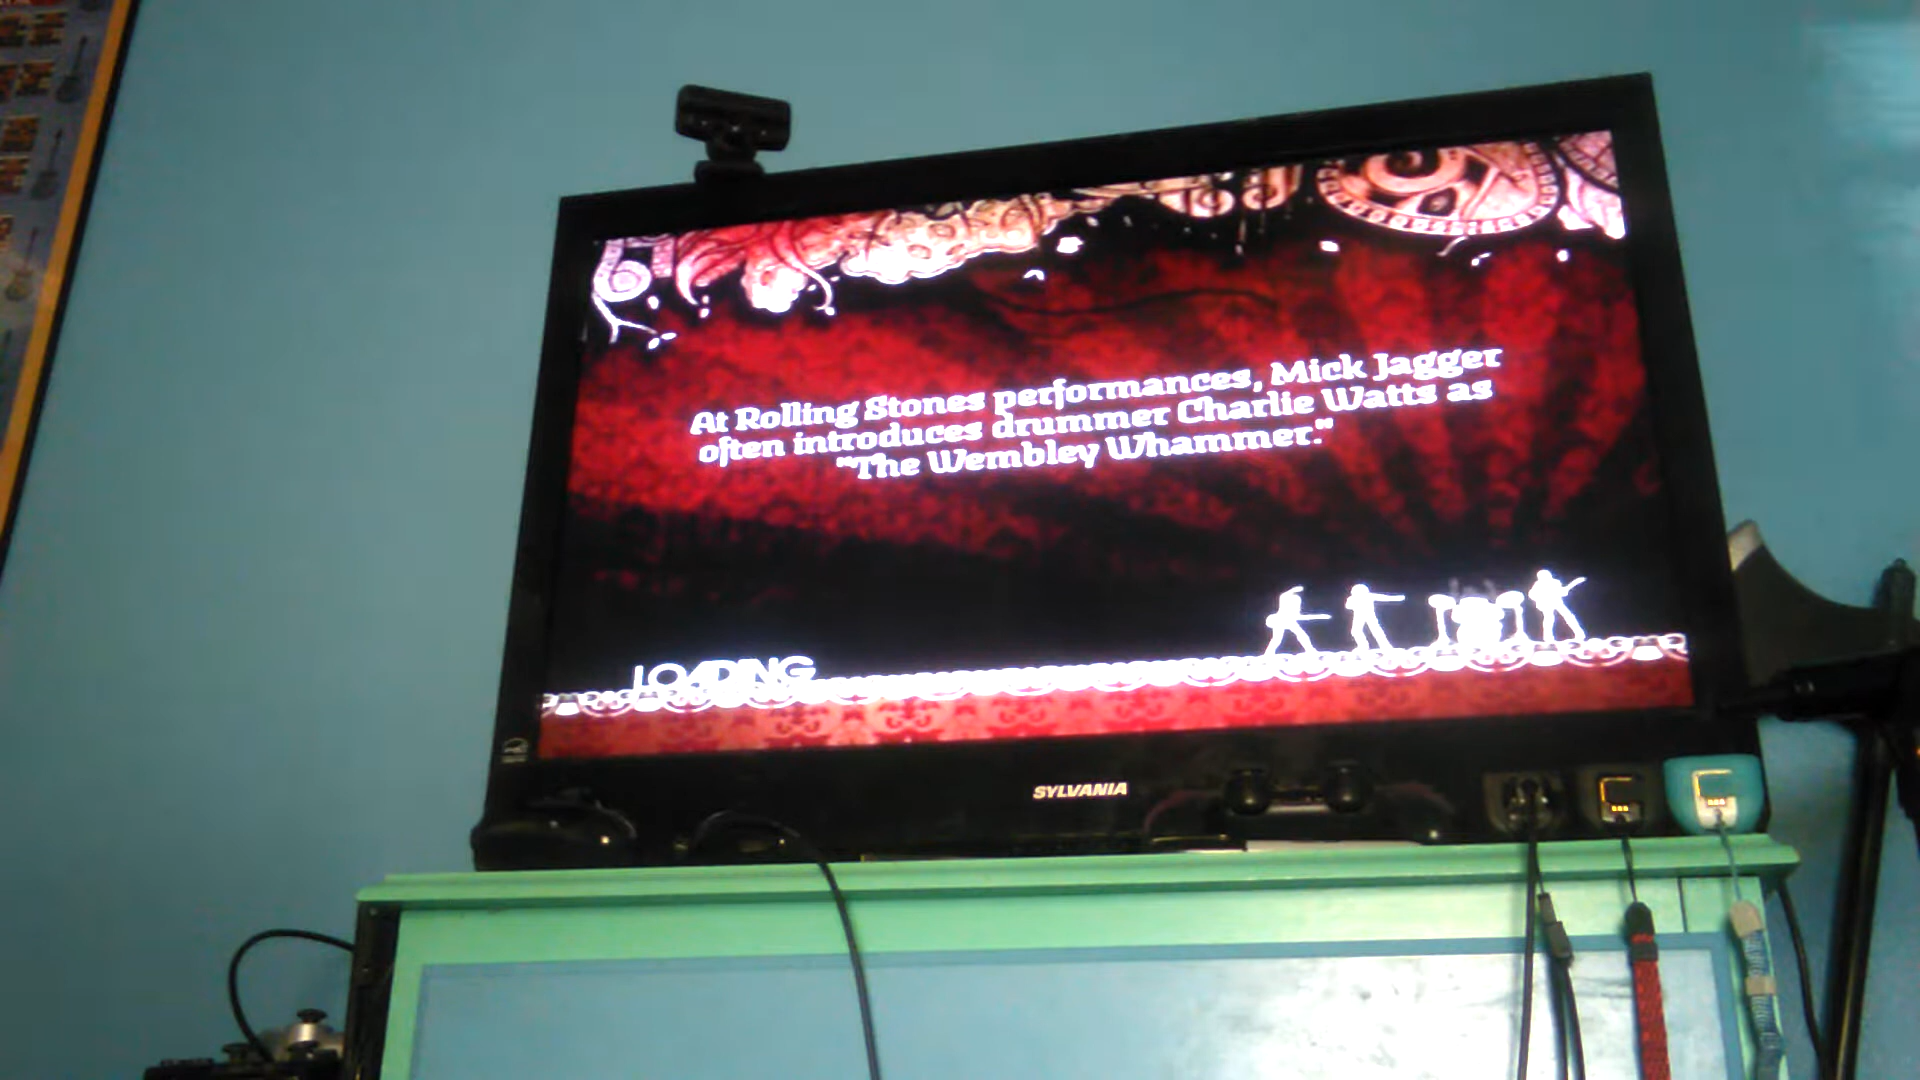 At Rolling Stones performances, Mick Jagger
often introduces drummer Charlie Watts as
"The Wembley Whammer."
LOADING
SYLVANIA